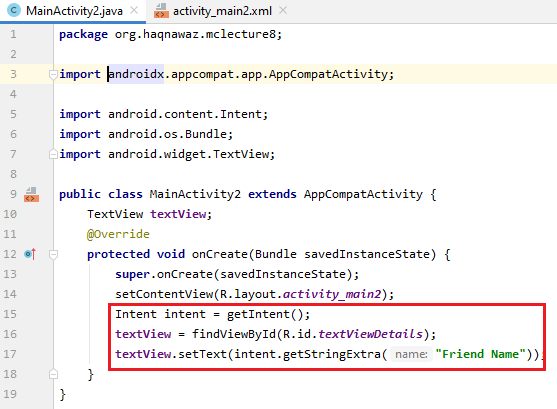 MainActivity2.java activity_main2.xml
1 package org.haqnawaz.mclecture8;
2
3 import androidx.appcompat.app.AppCompatActivity;
4
5 import android.content.Intent;
6 import android.os.Bundle;
7 import android.widget.TextView;
8
9 public class MainActivity2 extends AppCompatActivity {
10 TextView textView;
11 @Override
12 protected void onCreate(Bundle savedInstanceState) {
13 super.onCreate(savedInstanceState);
14 setContentView(R.layout.activity_main2);
15 Intent intent = getIntent();
16 textView = findViewById(R.id.textViewDetails);
17 textView.setText(intent.getStringExtra( name: "Friend Name"));
18 }
19 }